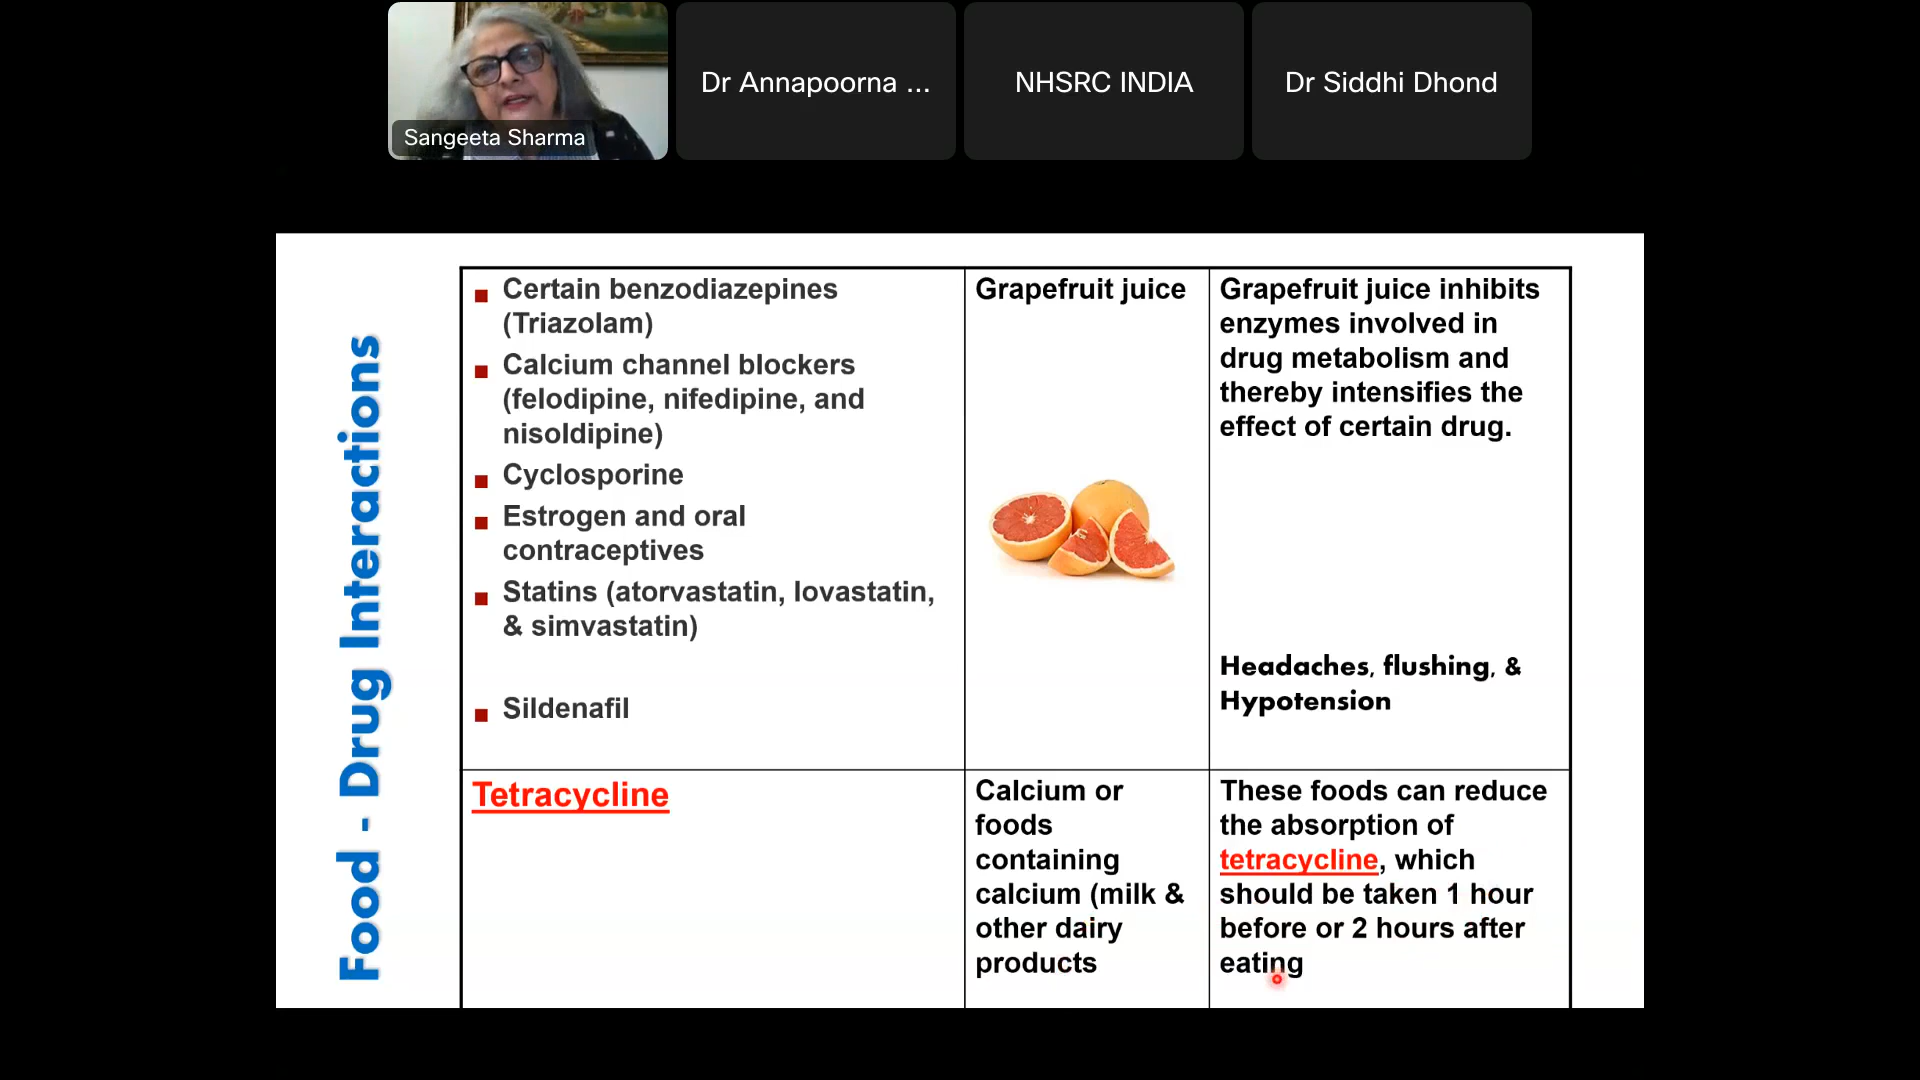 Sangeeta Sharma
Dr Annapoorna ...
NHSRC INDIA
Dr Siddhi Dhond
Food - Drug Interactions
Certain benzodiazepines
(Triazolam)
Calcium channel blockers
(felodipine, nifedipine, and
nisoldipine)
Cyclosporine
Estrogen and oral
contraceptives
Statins (atorvastatin, lovastatin,
& simvastatin)
Sildenafil
Grapefruit juice
Grapefruit juice inhibits
enzymes involved in
drug metabolism and
thereby intensifies the
effect of certain drug.
Headaches, flushing, &
Hypotension
Tetracycline
Calcium or
foods
containing
calcium (milk &
other dairy
products
These foods can reduce
the absorption of
tetracycline, which
should be taken 1 hour
before or 2 hours after
eating